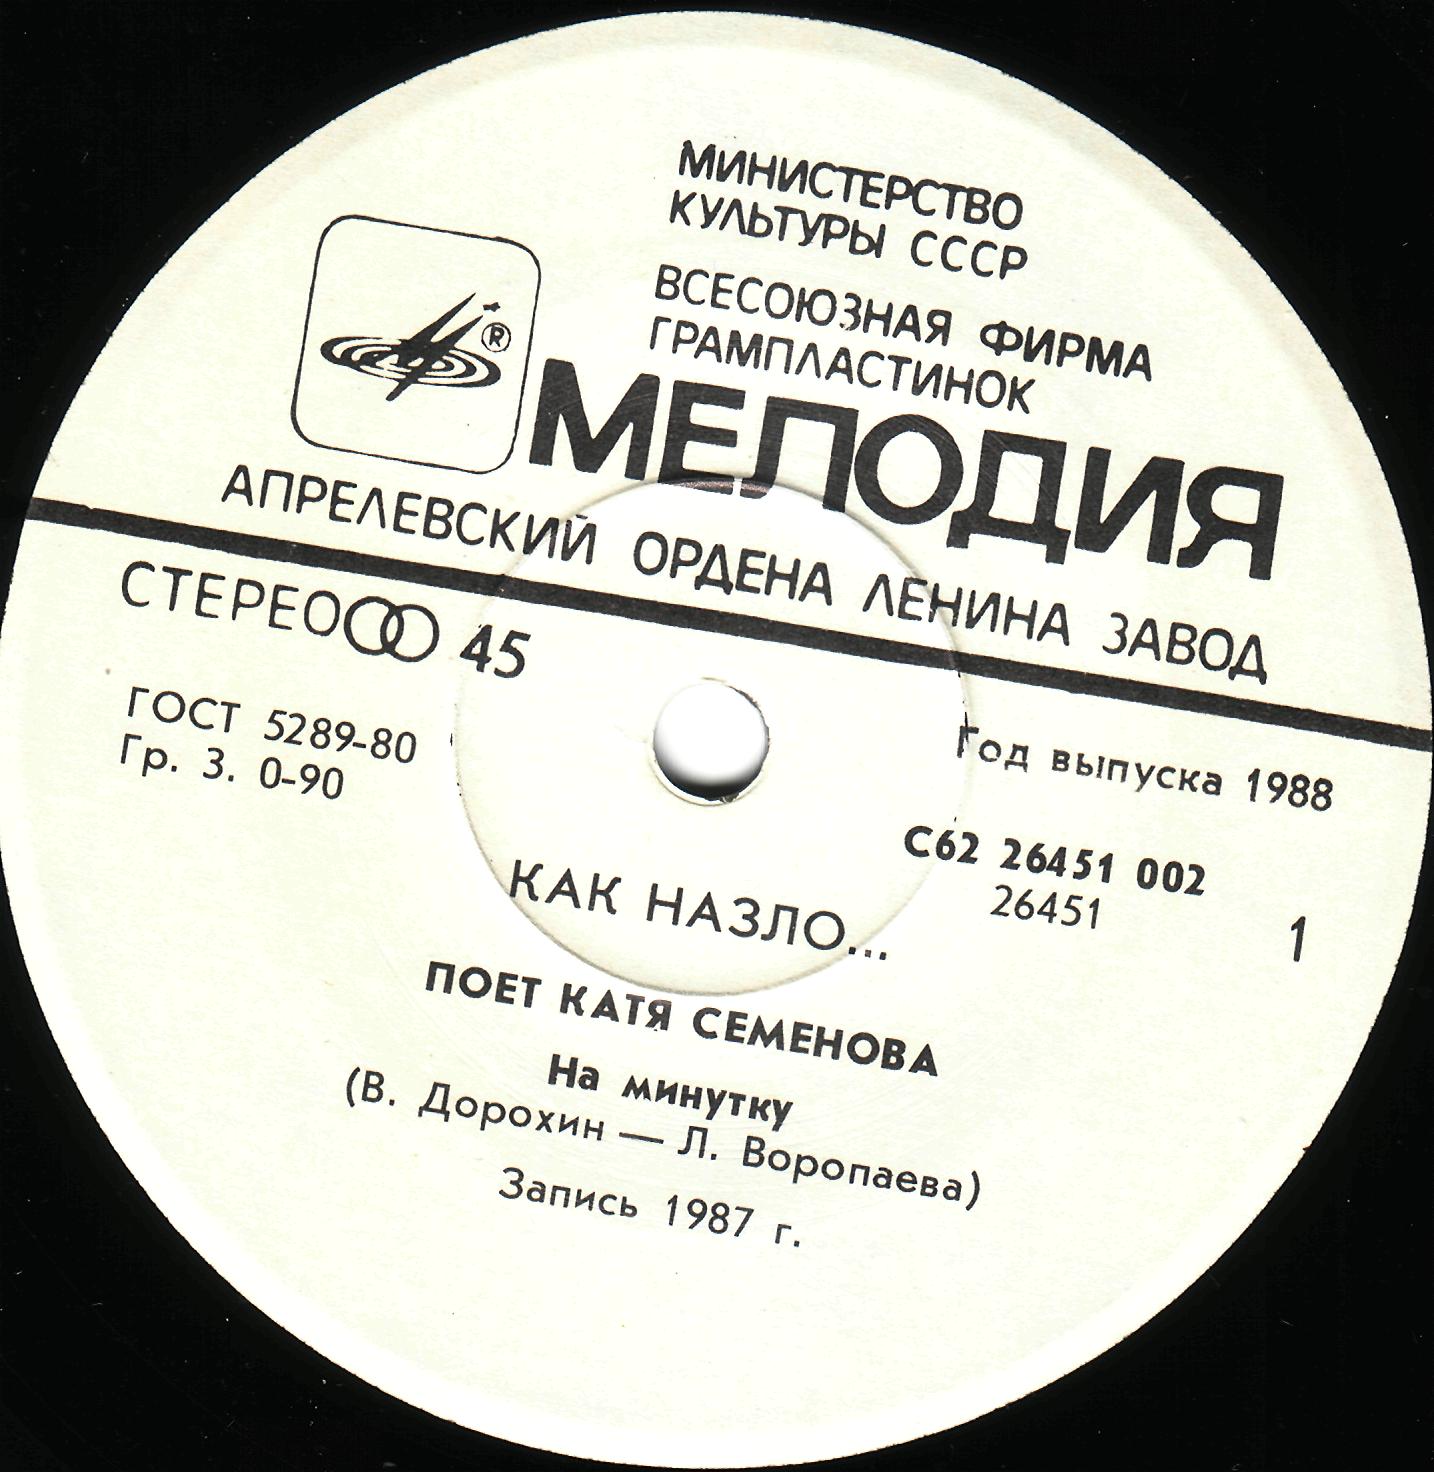 МИНИСТЕРСТВО
КУЛЬТУРЫ СССР
ВСЕСОЮЗНАЯ ФИРМА
ГРАМПЛАСТИНОК
®
МЕЛОДИЯ
АПРЕЛЕВСКИЙ ОРДЕНА ЛЕНИНА ЗАВОД
СТЕРЕО 45
ГОСТ 5289-80
Гр. 3. 0-90
Год выпуска 1988
С62 26451 002
26451
1
КАК НАЗЛО...
ПОЕТ КАТЯ СЕМЕНОВА
На минутку
(В. Дорохин — Л. Воропаева)
Запись 1987 г.